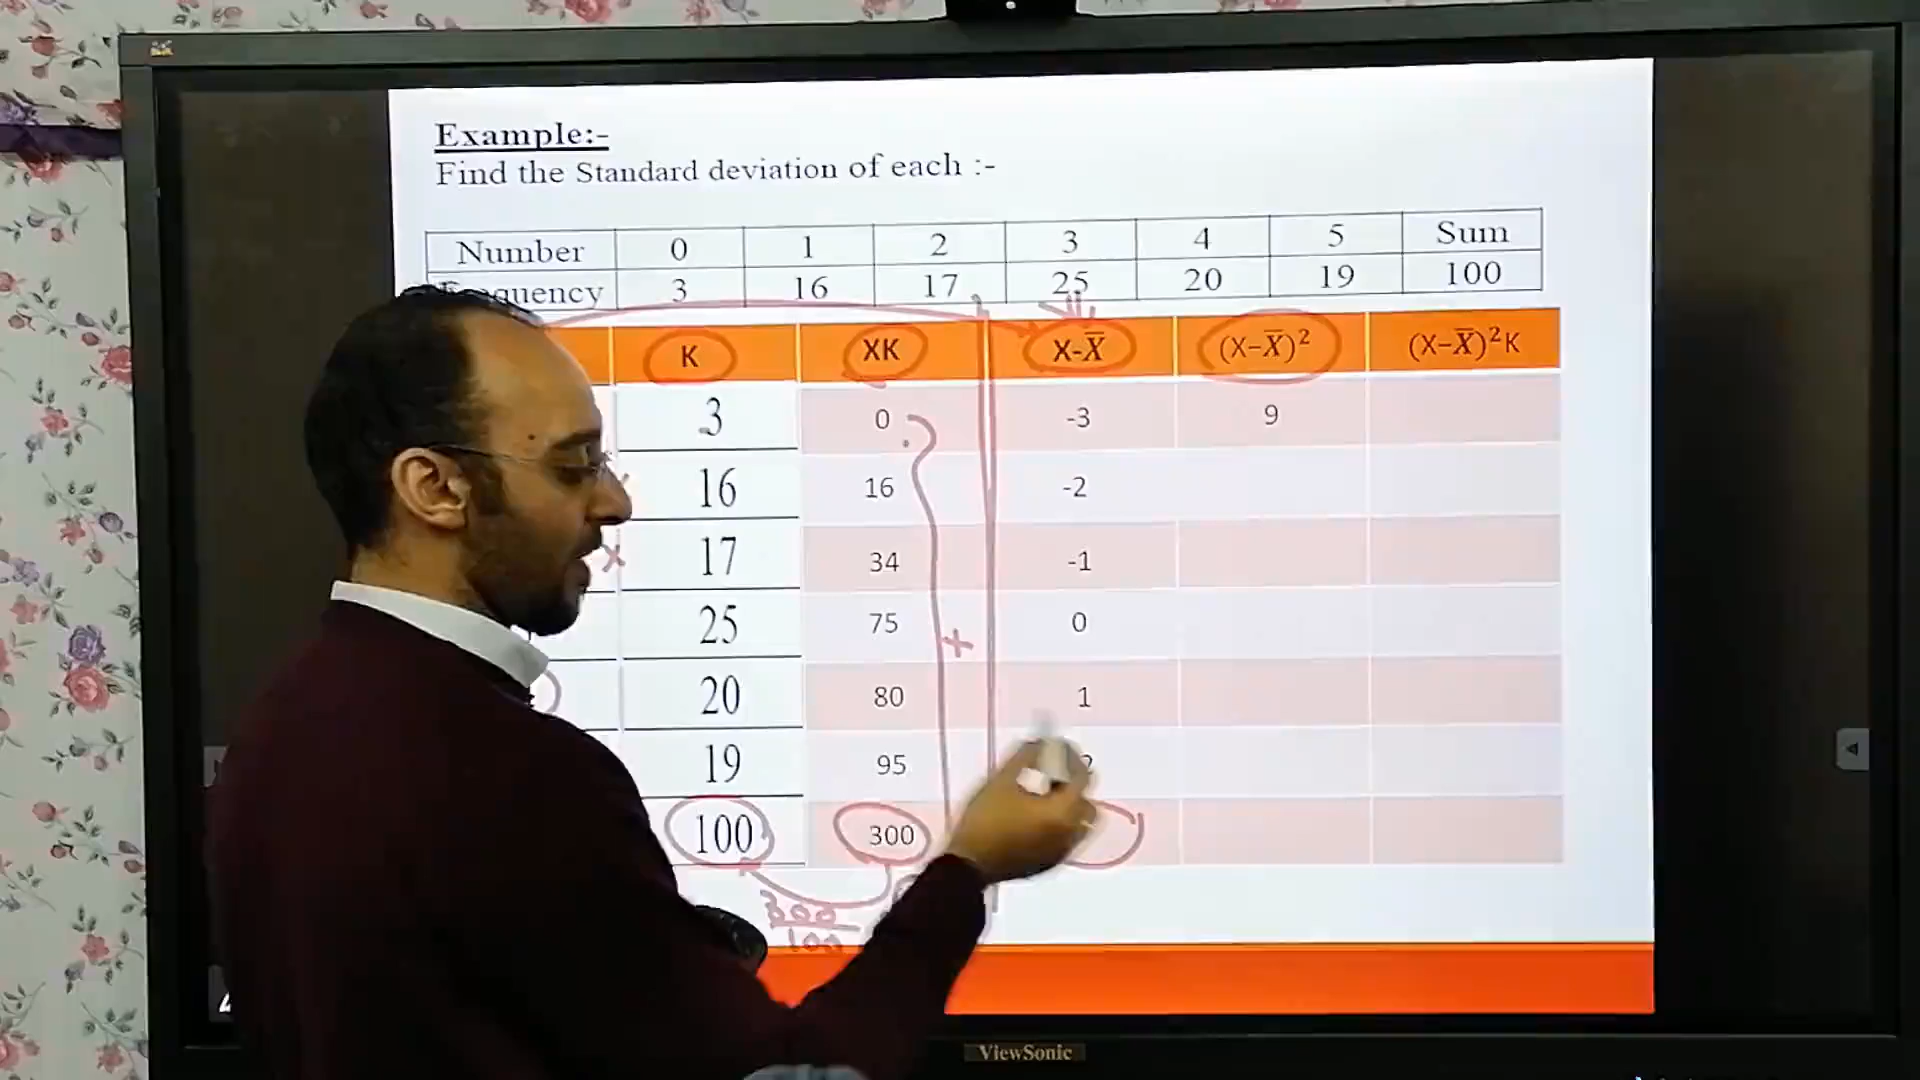 Example:-
Find the Standard deviation of each :-
Number 0 1 2 3 4 5 Sum
3 16 17 25 20 19 100
K XK X-X̄ (X-X̄)² (X-X̄)²K
3 0 -3 9
16 16 -2
17 34 -1
25 75 0
20 80 1
19 95
100 300
300
100
ViewSonic